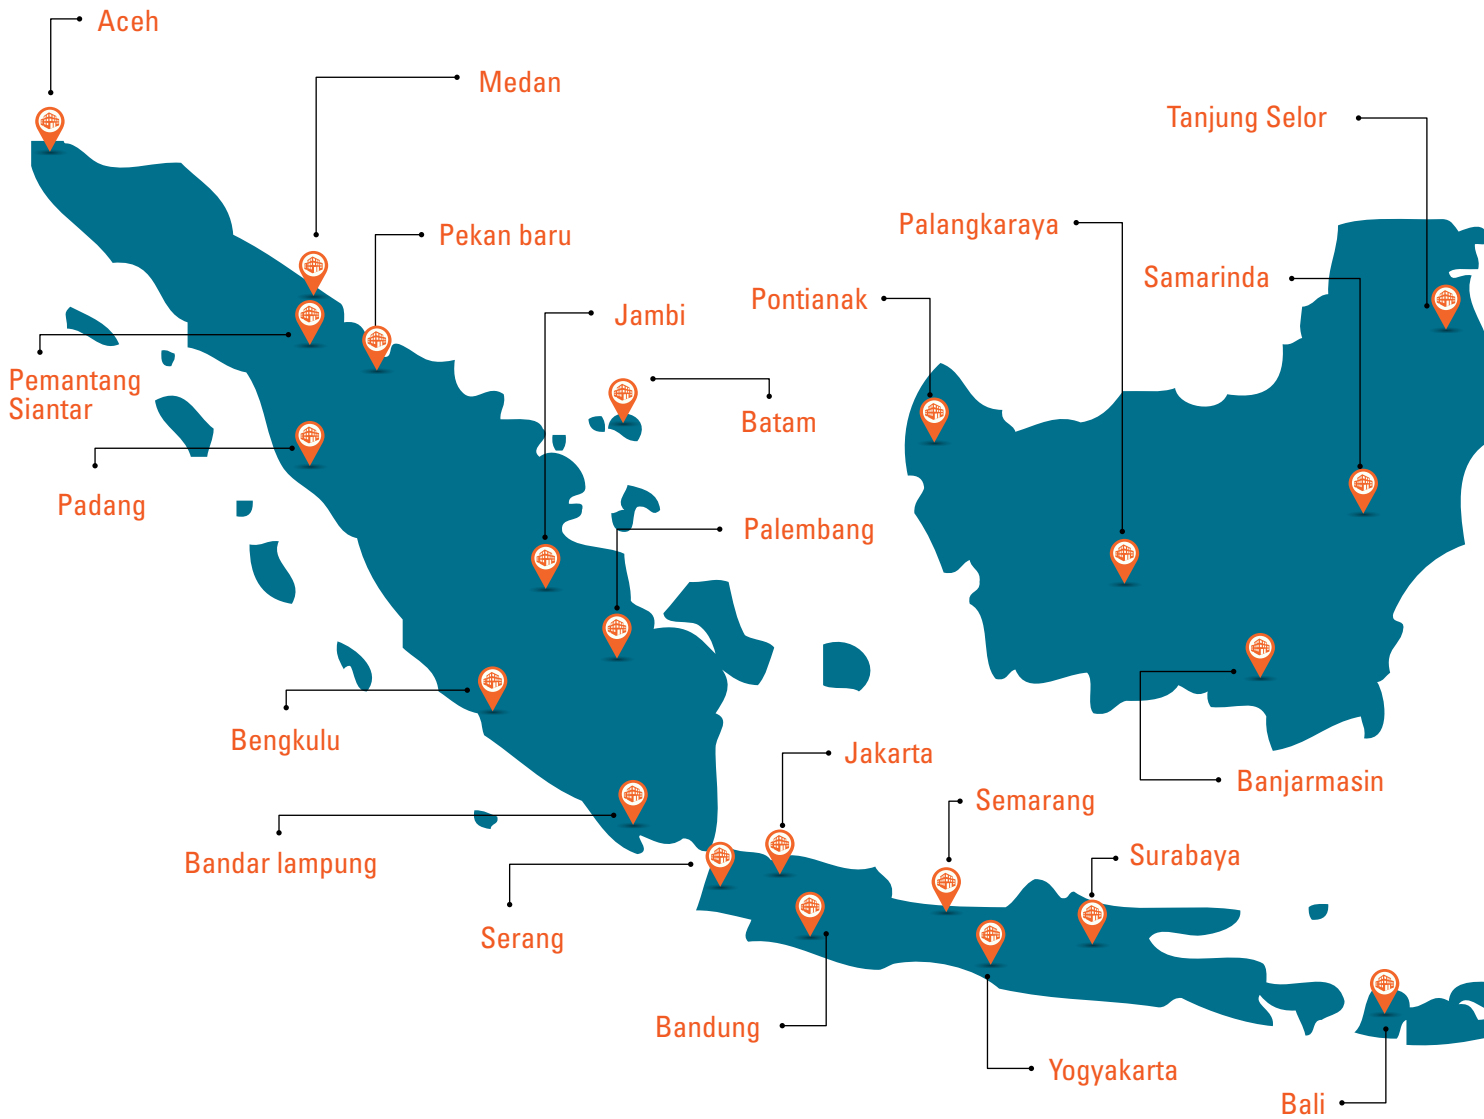 Aceh
Medan
Tanjung Selor
Pekan baru
Palangkaraya
Samarinda
Pontianak
Jambi
Pemantang
Siantar
Batam
Padang
Palembang
Bengkulu
Jakarta
Banjarmasin
Semarang
Bandar lampung
Surabaya
Serang
Bandung
Yogyakarta
Bali